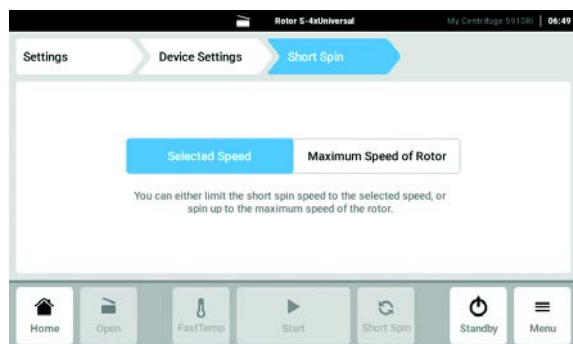 Rotor S-4xUniversal
My Centrifuge 5910Ri
06:49
Settings
Device Settings
Short Spin
Selected Speed
Maximum Speed of Rotor
You can either limit the short spin speed to the selected speed, or
spin up to the maximum speed of the rotor.
Home
Open
FastTemp
Start
Short Spin
Standby
Menu